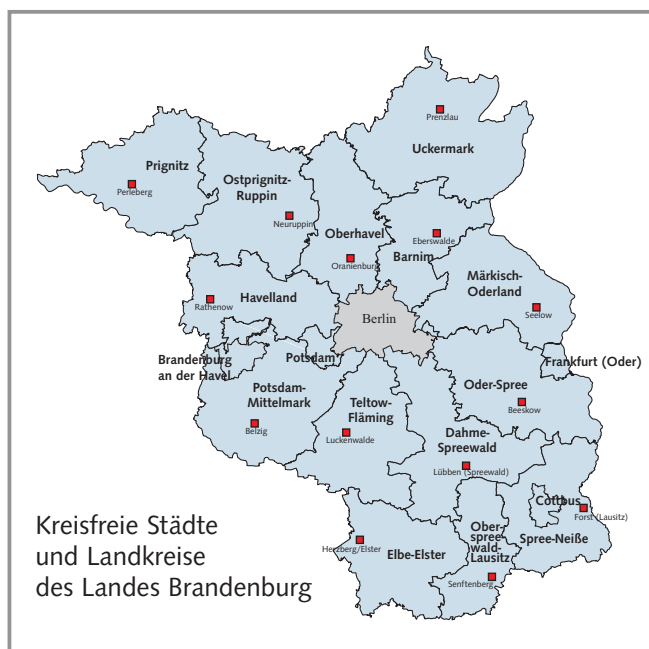 Prenzlau
Uckermark
Prignitz
Perleberg
Ostprignitz-
Ruppin
Neuruppin
Oberhavel
Oranienburg
Eberswalde
Barnim
Märkisch-
Oderland
Seelow
Havelland
Rathenow
Berlin
Brandenburg
an der Havel
Potsdam
Frankfurt (Oder)
Potsdam-
Mittelmark
Belzig
Teltow-
Fläming
Luckenwalde
Oder-Spree
Beeskow
Dahme-
Spreewald
Lübben (Spreewald)
Cottbus
Forst (Lausitz)
Spree-Neiße
Ober-
spree-
wald-
Lausitz
Senftenberg
Herzberg/Elster
Elbe-Elster
Kreisfreie Städte
und Landkreise
des Landes Brandenburg